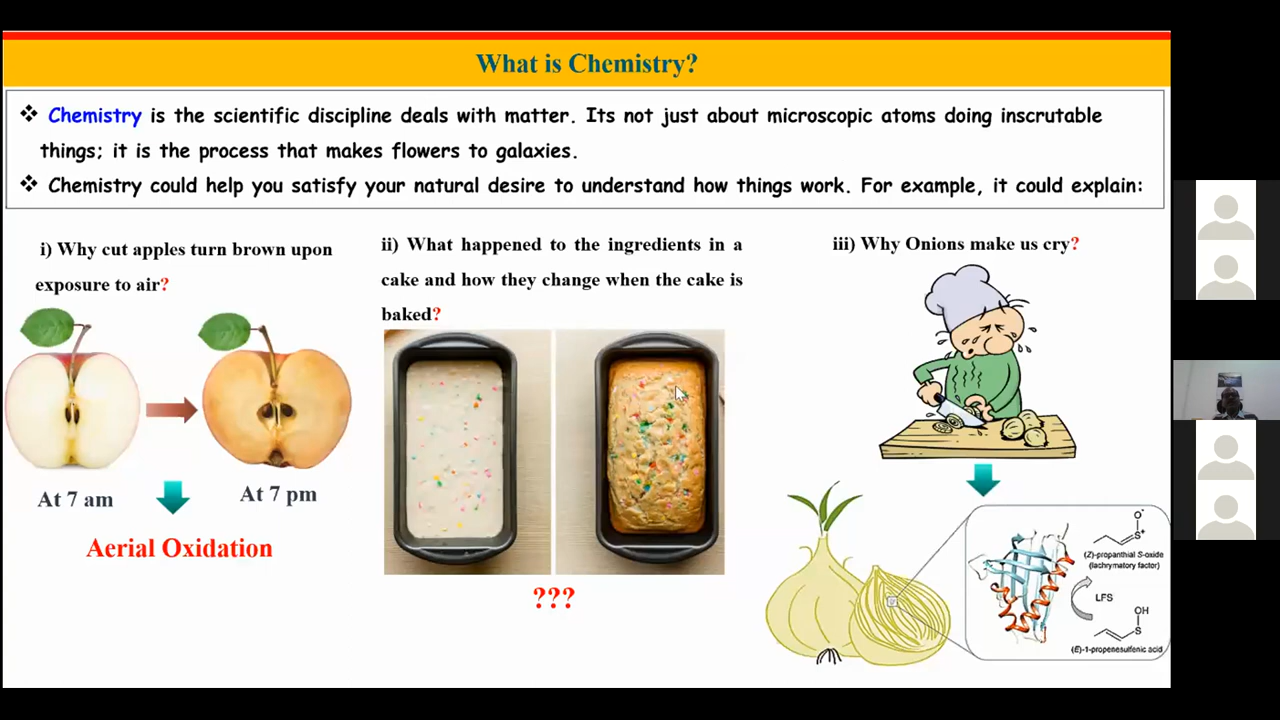 What is Chemistry?
❖ Chemistry is the scientific discipline deals with matter. Its not just about microscopic atoms doing inscrutable
things; it is the process that makes flowers to galaxies.
❖ Chemistry could help you satisfy your natural desire to understand how things work. For example, it could explain:
i) Why cut apples turn brown upon
exposure to air?
At 7 am
At 7 pm
Aerial Oxidation
ii) What happened to the ingredients in a
cake and how they change when the cake is
baked?
???
iii) Why Onions make us cry?
O⁻
S⁺
(Z)-propanthial S-oxide
(lachrymatory factor)
LFS
OH
S
(E)-1-propenesulfenic acid